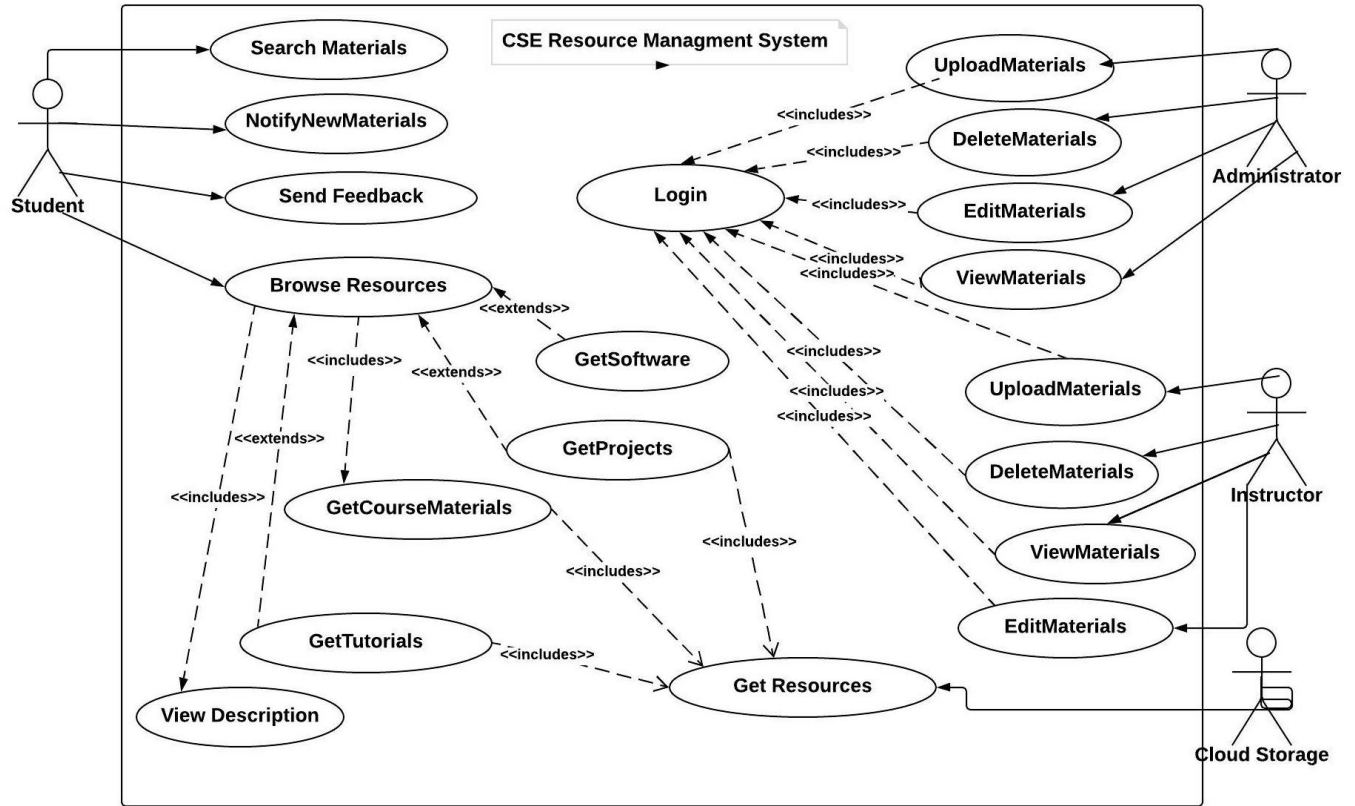 CSE Resource Managment System
Search Materials
NotifyNewMaterials
Send Feedback
Student
Browse Resources
<<extends>>
GetSoftware
<<includes>>
<<extends>>
<<extends>>
GetProjects
<<includes>>
GetCourseMaterials
<<includes>>
<<includes>>
GetTutorials
<<includes>>
Get Resources
View Description
UploadMaterials
<<includes>>
DeleteMaterials
<<includes>>
Login
EditMaterials
<<includes>>
Administrator
ViewMaterials
<<includes>>
<<includes>>
UploadMaterials
<<includes>>
<<includes>>
<<includes>>
DeleteMaterials
Instructor
ViewMaterials
EditMaterials
Cloud Storage